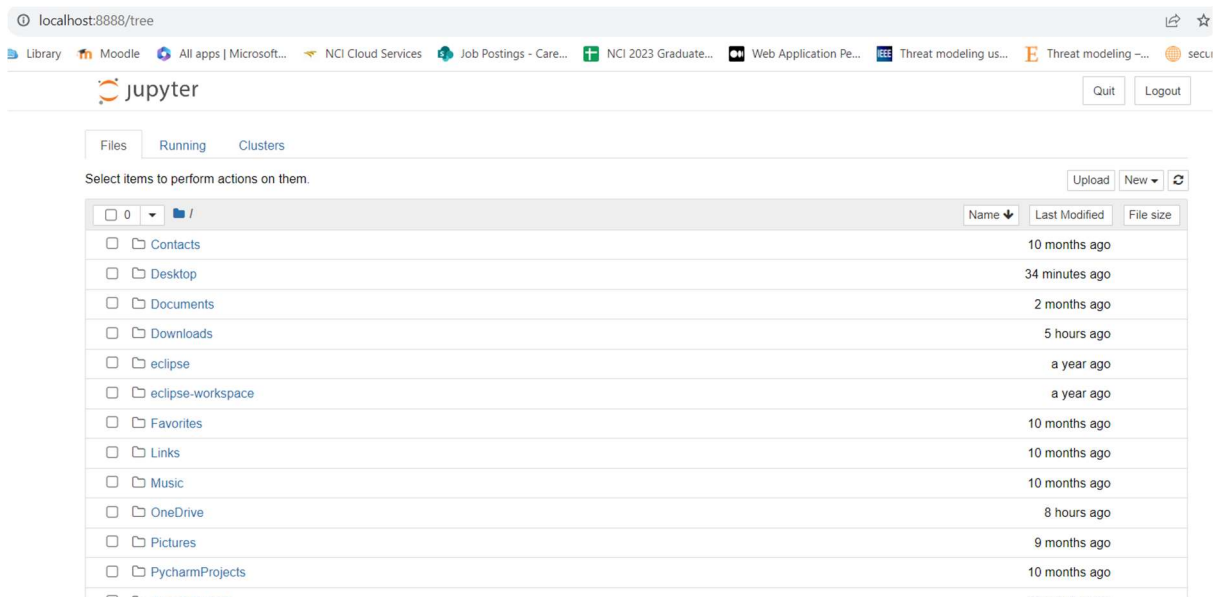 localhost:8888/tree
Library Moodle All apps | Microsoft... NCI Cloud Services Job Postings - Care... NCI 2023 Graduate... Web Application Pe... IEEE Threat modeling us... E Threat modeling –... secu
jupyter Quit Logout
Files Running Clusters
Select items to perform actions on them. Upload New
0 / Name Last Modified File size
Contacts 10 months ago
Desktop 34 minutes ago
Documents 2 months ago
Downloads 5 hours ago
eclipse a year ago
eclipse-workspace a year ago
Favorites 10 months ago
Links 10 months ago
Music 10 months ago
OneDrive 8 hours ago
Pictures 9 months ago
PycharmProjects 10 months ago